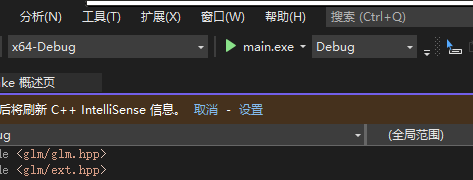 分析(N) 工具(T) 扩展(X) 窗口(W) 帮助(H) 搜索 (Ctrl+Q)
x64-Debug main.exe Debug
ke 概述页
后将刷新 C++ IntelliSense 信息。 取消 - 设置
ug (全局范围)
de <glm/glm.hpp>
de <glm/ext.hpp>